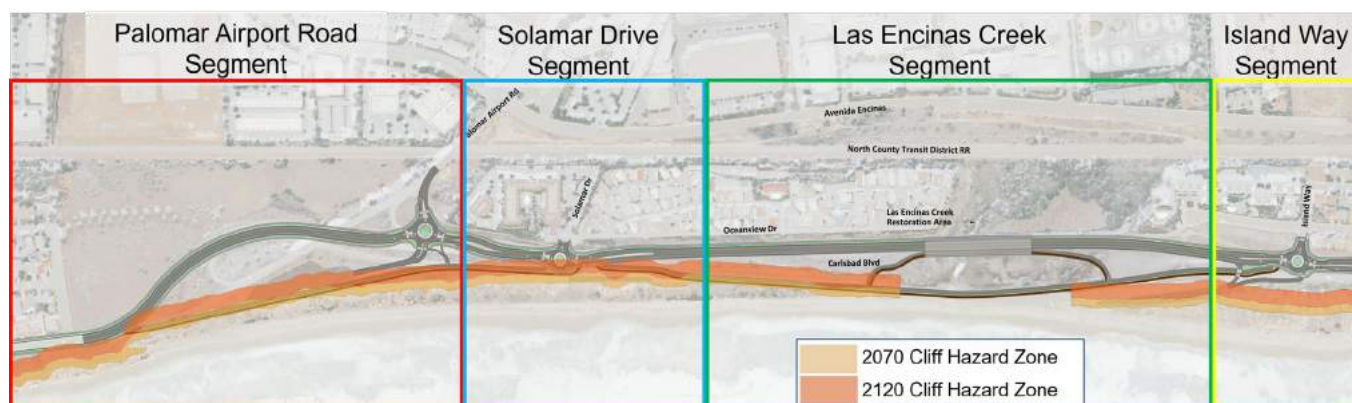 Palomar Airport Road
Segment
Solamar Drive
Segment
Las Encinas Creek
Segment
Island Way
Segment
alomar Airport Rd
Avenida Encinas
North County Transit District RR
Solamar Dr
Las Encinas Creek
Restoration Area
Oceanview Dr
Island Way
Carlsbad Blvd
2070 Cliff Hazard Zone
2120 Cliff Hazard Zone